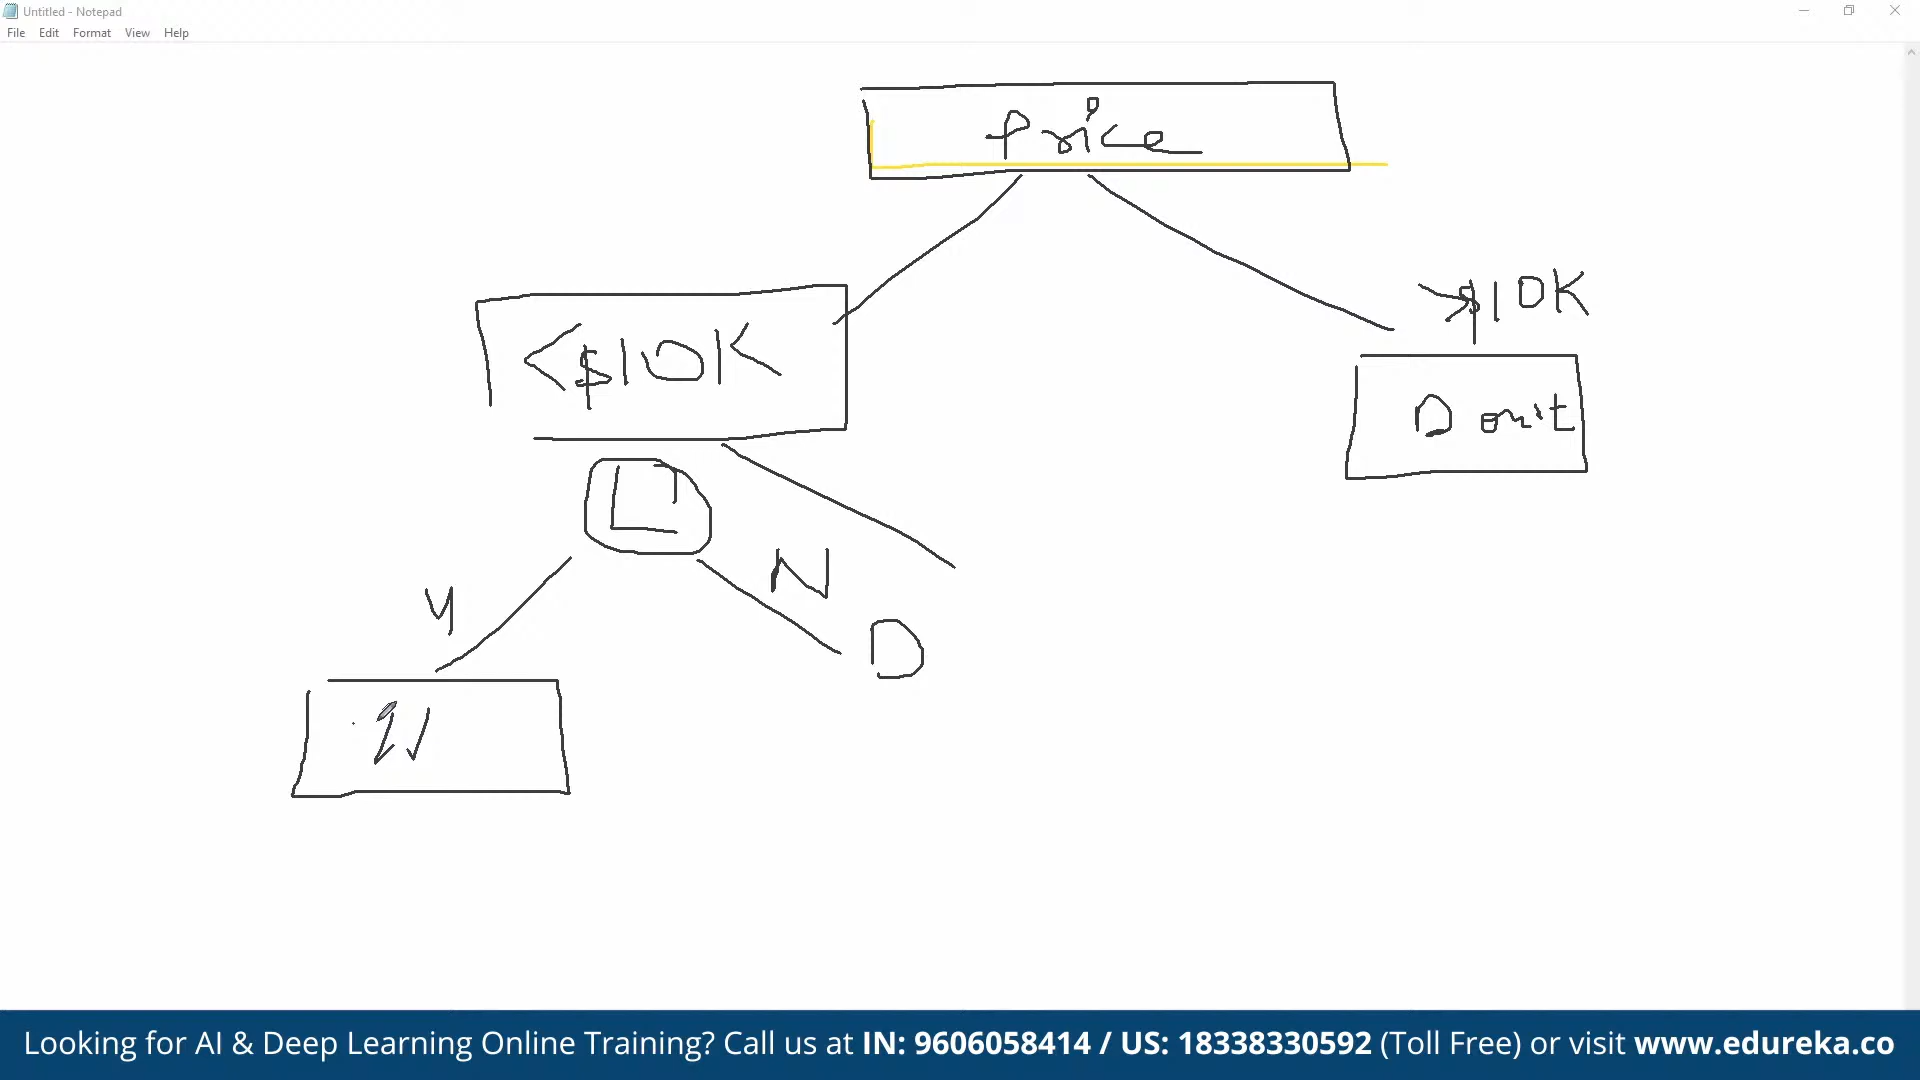 Untitled - Notepad
File Edit Format View Help
Price
<$10K
>$10K
D omit
L
Y
N
D
Looking for AI & Deep Learning Online Training? Call us at IN: 9606058414 / US: 18338330592 (Toll Free) or visit www.edureka.co